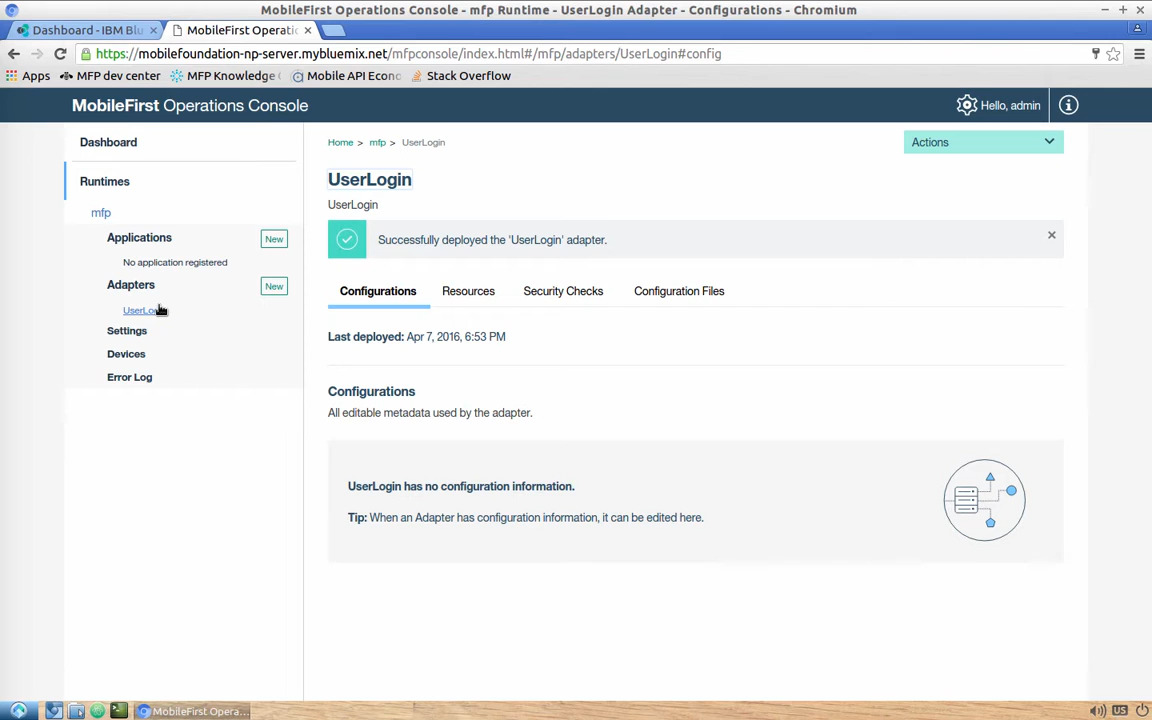 MobileFirst Operations Console - mfp Runtime - UserLogin Adapter - Configurations - Chromium
Dashboard - IBM Blu
MobileFirst Operatio
https://mobilefoundation-np-server.mybluemix.net/mfpconsole/index.html#/mfp/adapters/UserLogin#config
Apps MFP dev center MFP Knowledge Mobile API Econo Stack Overflow
MobileFirst Operations Console
Hello, admin
Dashboard
Runtimes
mfp
Applications New
No application registered
Adapters New
UserLo
Settings
Devices
Error Log
Home > mfp > UserLogin
Actions
UserLogin
UserLogin
Successfully deployed the 'UserLogin' adapter.
Configurations Resources Security Checks Configuration Files
Last deployed: Apr 7, 2016, 6:53 PM
Configurations
All editable metadata used by the adapter.
UserLogin has no configuration information.
Tip: When an Adapter has configuration information, it can be edited here.
MobileFirst Opera...
US